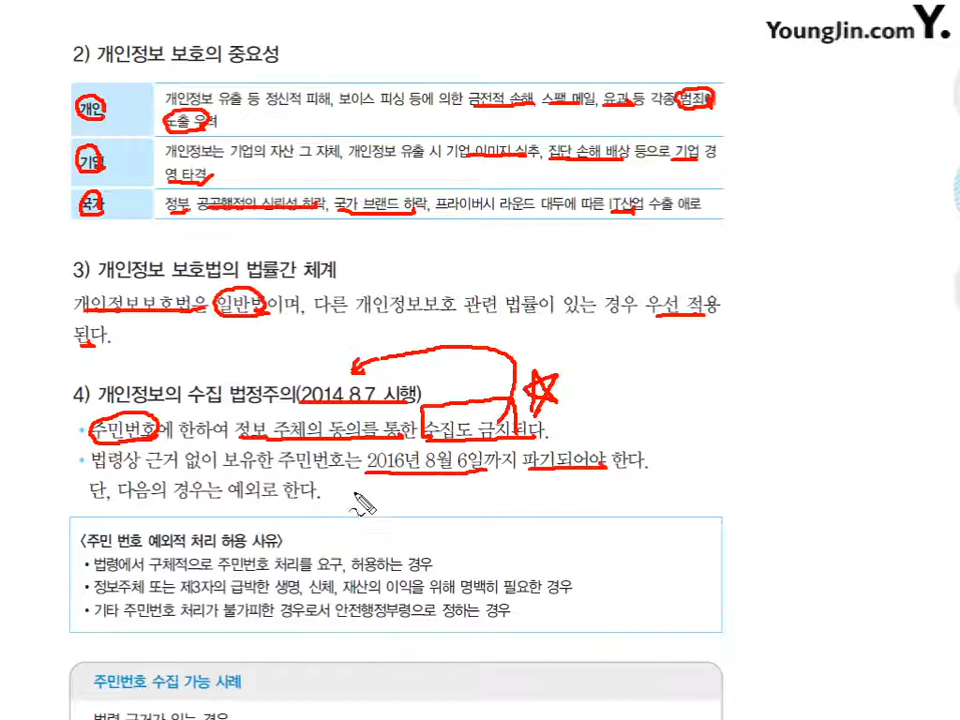 YoungJin.com Y.
2) 개인정보 보호의 중요성
개인 개인정보 유출 등 정신적 피해, 보이스 피싱 등에 의한 금전적 손해, 스팸 메일, 유괴 등 각종 범죄에
노출 우려
기업 개인정보는 기업의 자산 그 자체, 개인정보 유출 시 기업 이미지 실추, 집단 손해 배상 등으로 기업 경
영 타격
국가 정부, 공공행정의 신뢰성 하락, 국가 브랜드 하락, 프라이버시 라운드 대두에 따른 IT산업 수출 애로
3) 개인정보 보호법의 법률간 체계
개인정보보호법은 일반법이며, 다른 개인정보보호 관련 법률이 있는 경우 우선 적용
된다.
4) 개인정보의 수집 법정주의(2014.8.7. 시행)
• 주민번호에 한하여 정보 주체의 동의를 통한 수집도 금지된다.
• 법령상 근거 없이 보유한 주민번호는 2016년 8월 6일까지 파기되어야 한다.
단, 다음의 경우는 예외로 한다.
〈주민 번호 예외적 처리 허용 사유〉
• 법령에서 구체적으로 주민번호 처리를 요구, 허용하는 경우
• 정보주체 또는 제3자의 급박한 생명, 신체, 재산의 이익을 위해 명백히 필요한 경우
• 기타 주민번호 처리가 불가피한 경우로서 안전행정부령으로 정하는 경우
주민번호 수집 가능 사례
법령 근거가 있는 경우